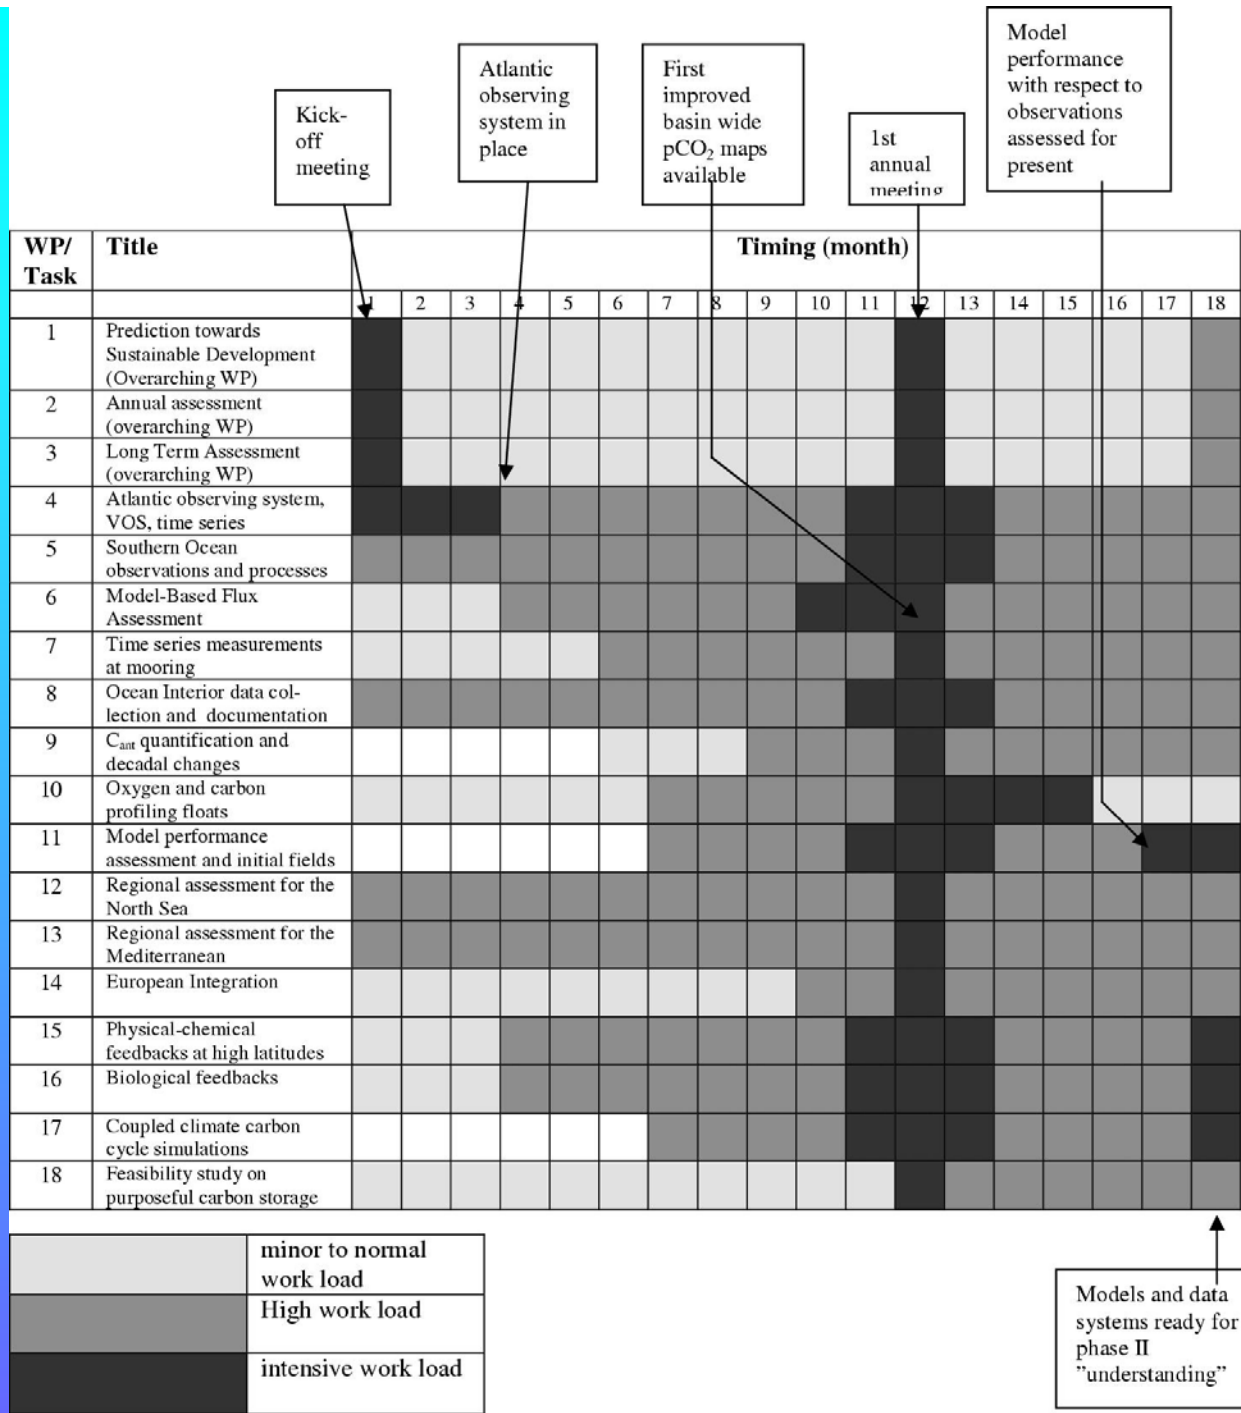 Kick-
off
meeting
Atlantic
observing
system in
place
First
improved
basin wide
pCO₂ maps
available
1st
annual
meeting
Model
performance
with respect to
observations
assessed for
present
WP/
Task
Title
Timing (month)
1 2 3 4 5 6 7 8 9 10 11 12 13 14 15 16 17 18
1
Prediction towards
Sustainable Development
(Overarching WP)
2
Annual assessment
(overarching WP)
3
Long Term Assessment
(overarching WP)
4
Atlantic observing system,
VOS, time series
5
Southern Ocean
observations and processes
6
Model-Based Flux
Assessment
7
Time series measurements
at mooring
8
Ocean Interior data col-
lection and documentation
9
Cₐₙₜ quantification and
decadal changes
10
Oxygen and carbon
profiling floats
11
Model performance
assessment and initial fields
12
Regional assessment for the
North Sea
13
Regional assessment for the
Mediterranean
14
European Integration
15
Physical-chemical
feedbacks at high latitudes
16
Biological feedbacks
17
Coupled climate carbon
cycle simulations
18
Feasibility study on
purposeful carbon storage
minor to normal
work load
High work load
intensive work load
Models and data
systems ready for
phase II
”understanding”